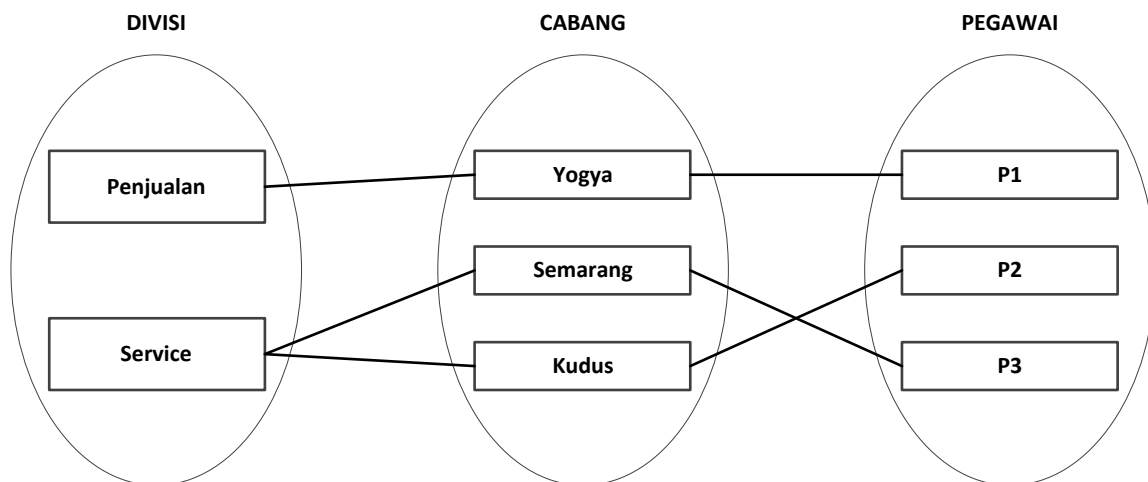 DIVISI
CABANG
PEGAWAI
Penjualan
Yogya
P1
Semarang
P2
Service
Kudus
P3